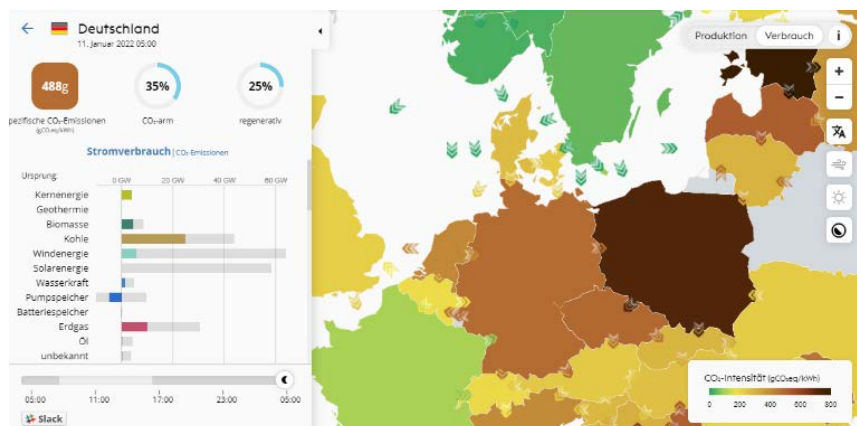 Deutschland
11. Januar 2022 05:00
488g
35%
25%
pezifische CO₂-Emissionen
(gCO₂eq/kWh)
CO₂-arm
regenerativ
Stromverbrauch | CO₂-Emissionen
Ursprung:
0 GW 20 GW 40 GW 60 GW
Kernenergie
Geothermie
Biomasse
Kohle
Windenergie
Solarenergie
Wasserkraft
Pumpspeicher
Batteriespeicher
Erdgas
Öl
unbekannt
05:00 11:00 17:00 23:00 05:00
Slack
Produktion Verbrauch i
+
−
文A
CO₂-Intensität (gCO₂eq/kWh)
0 200 400 600 800